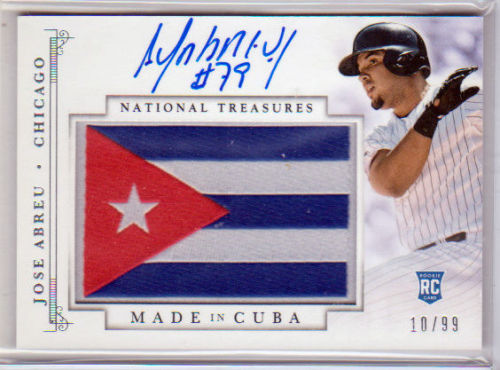 #79
NATIONAL TREASURES
JOSE ABREU · CHICAGO
MADE IN CUBA
ROOKIE
RC
CARD
10/99